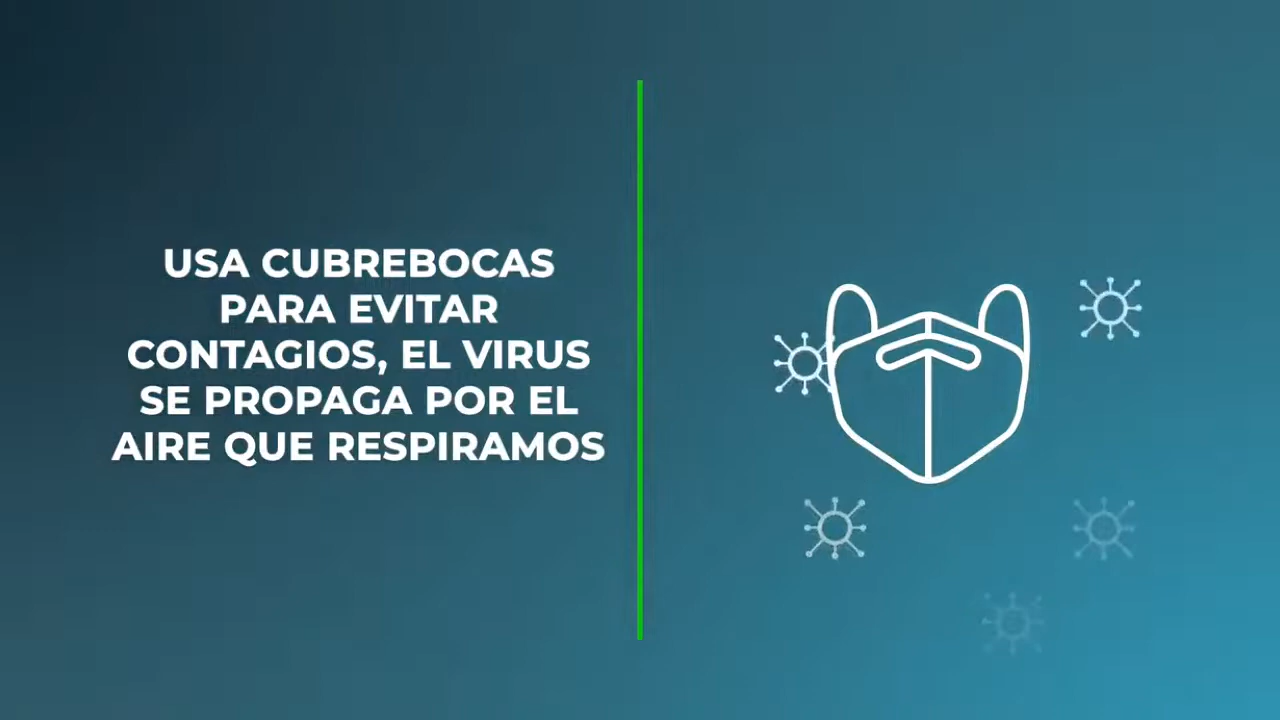 USA CUBREBOCAS
PARA EVITAR
CONTAGIOS, EL VIRUS
SE PROPAGA POR EL
AIRE QUE RESPIRAMOS